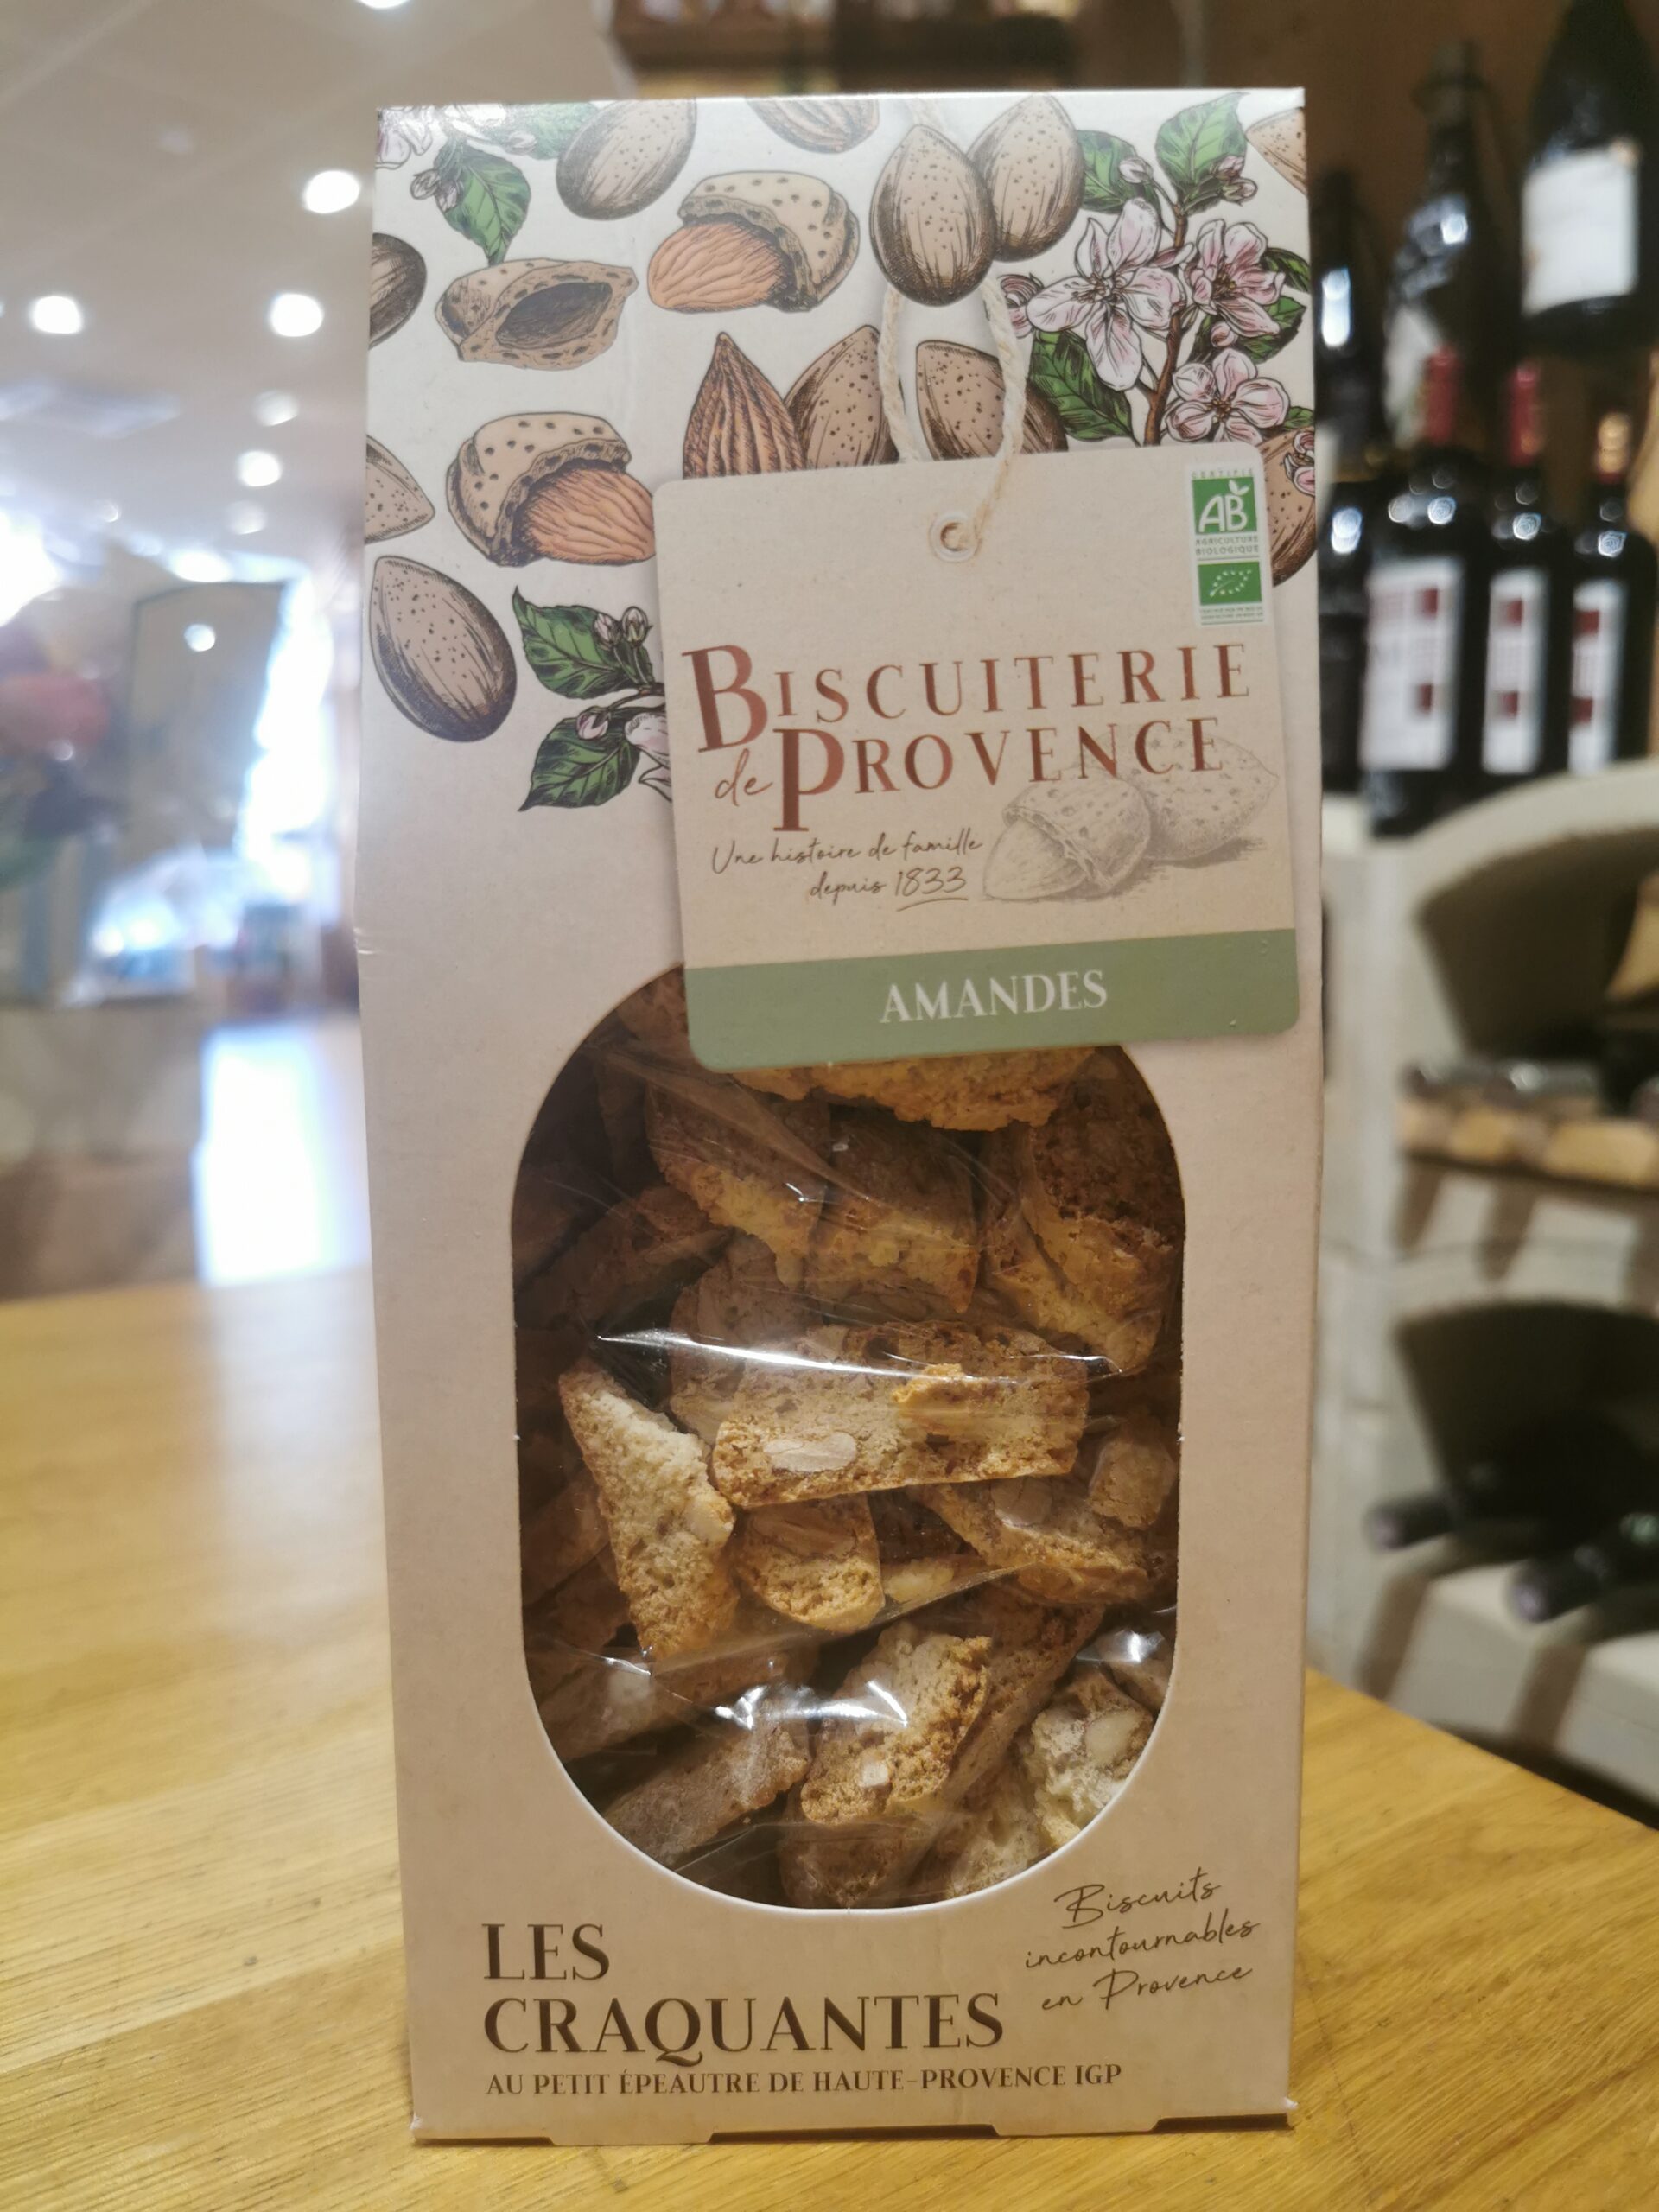 CERTIFIÉ
AB
AGRICULTURE
BIOLOGIQUE
BISCUITERIE
de PROVENCE
Une histoire de famille
depuis 1833
AMANDES
LES
CRAQUANTES
AU PETIT ÉPEAUTRE DE HAUTE-PROVENCE IGP
Biscuits
incontournables
en Provence